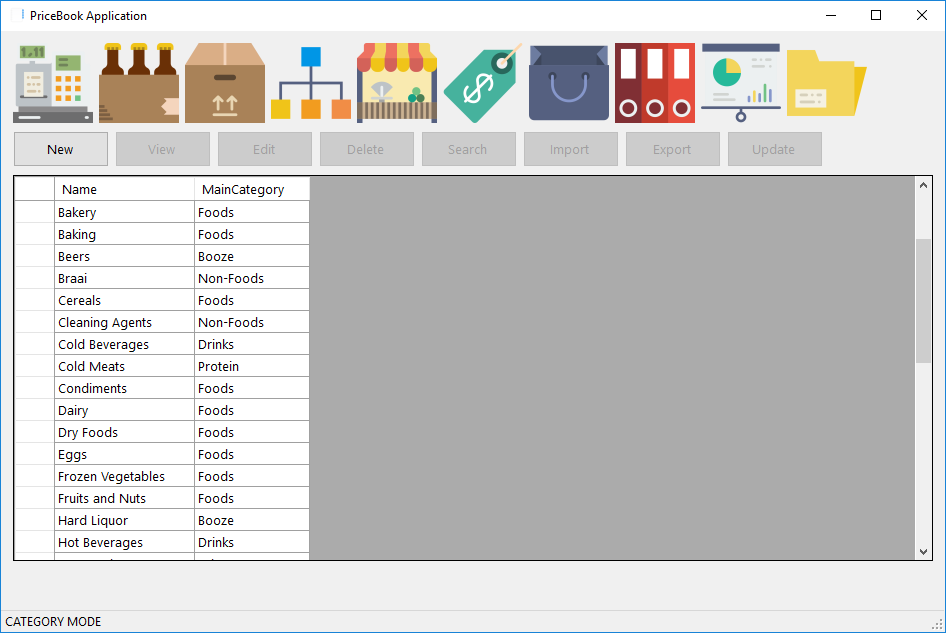 PriceBook Application
1,11
New View Edit Delete Search Import Export Update
Name MainCategory
Bakery Foods
Baking Foods
Beers Booze
Braai Non-Foods
Cereals Foods
Cleaning Agents Non-Foods
Cold Beverages Drinks
Cold Meats Protein
Condiments Foods
Dairy Foods
Dry Foods Foods
Eggs Foods
Frozen Vegetables Foods
Fruits and Nuts Foods
Hard Liquor Booze
Hot Beverages Drinks
CATEGORY MODE